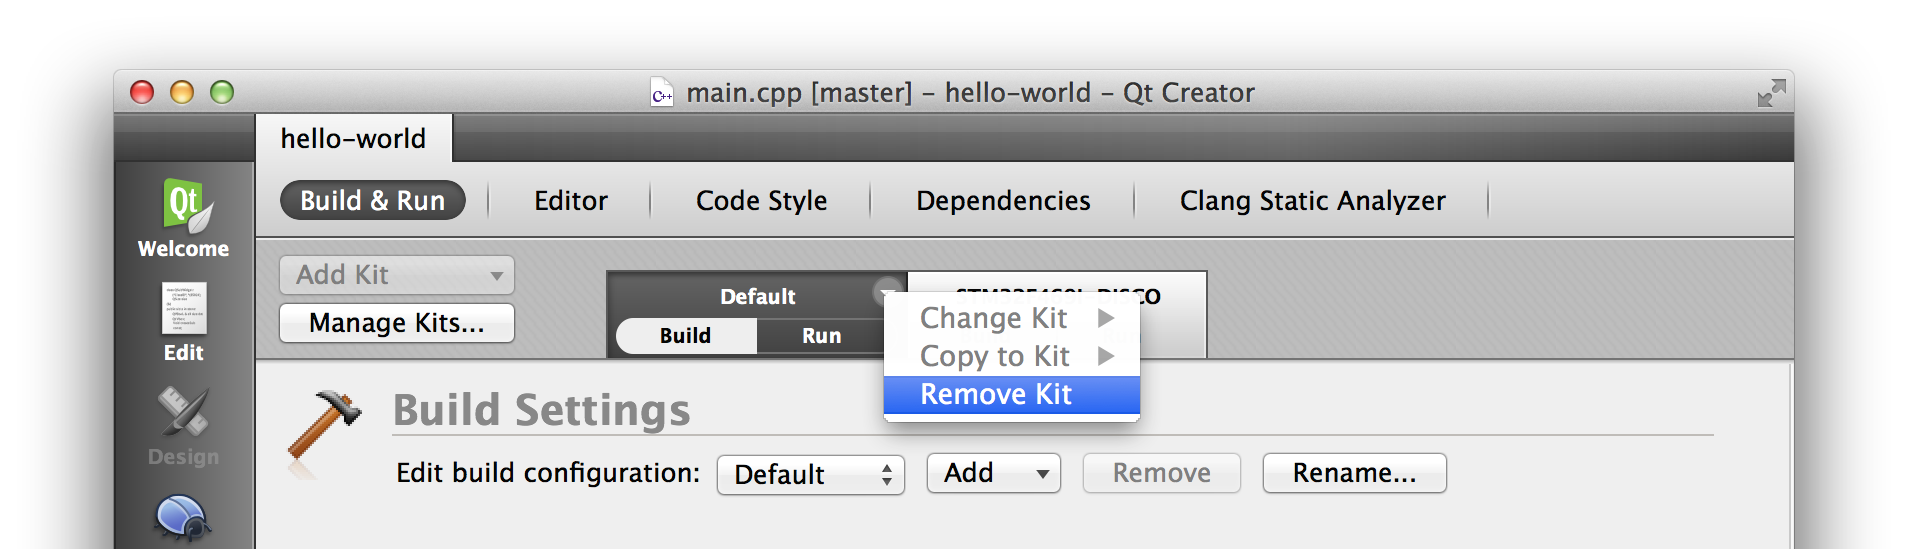 C++ main.cpp [master] – hello-world – Qt Creator
hello-world
Qt
Welcome
Build & Run
Editor
Code Style
Dependencies
Clang Static Analyzer
Add Kit
Manage Kits...
Default
Build
Run
Change Kit
Copy to Kit
Remove Kit
Edit
Design
Build Settings
Edit build configuration:
Default
Add
Remove
Rename...